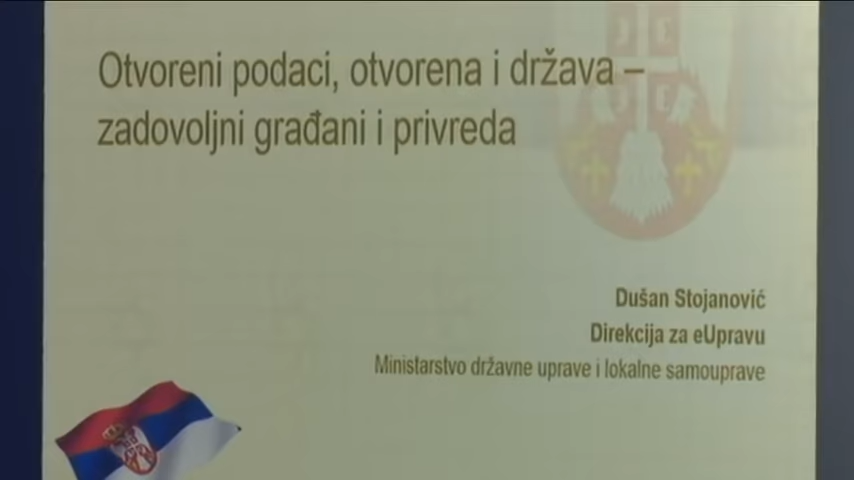 Otvoreni podaci, otvorena i država –
zadovoljni građani i privreda
Dušan Stojanović
Direkcija za eUpravu
Ministarstvo državne uprave i lokalne samouprave